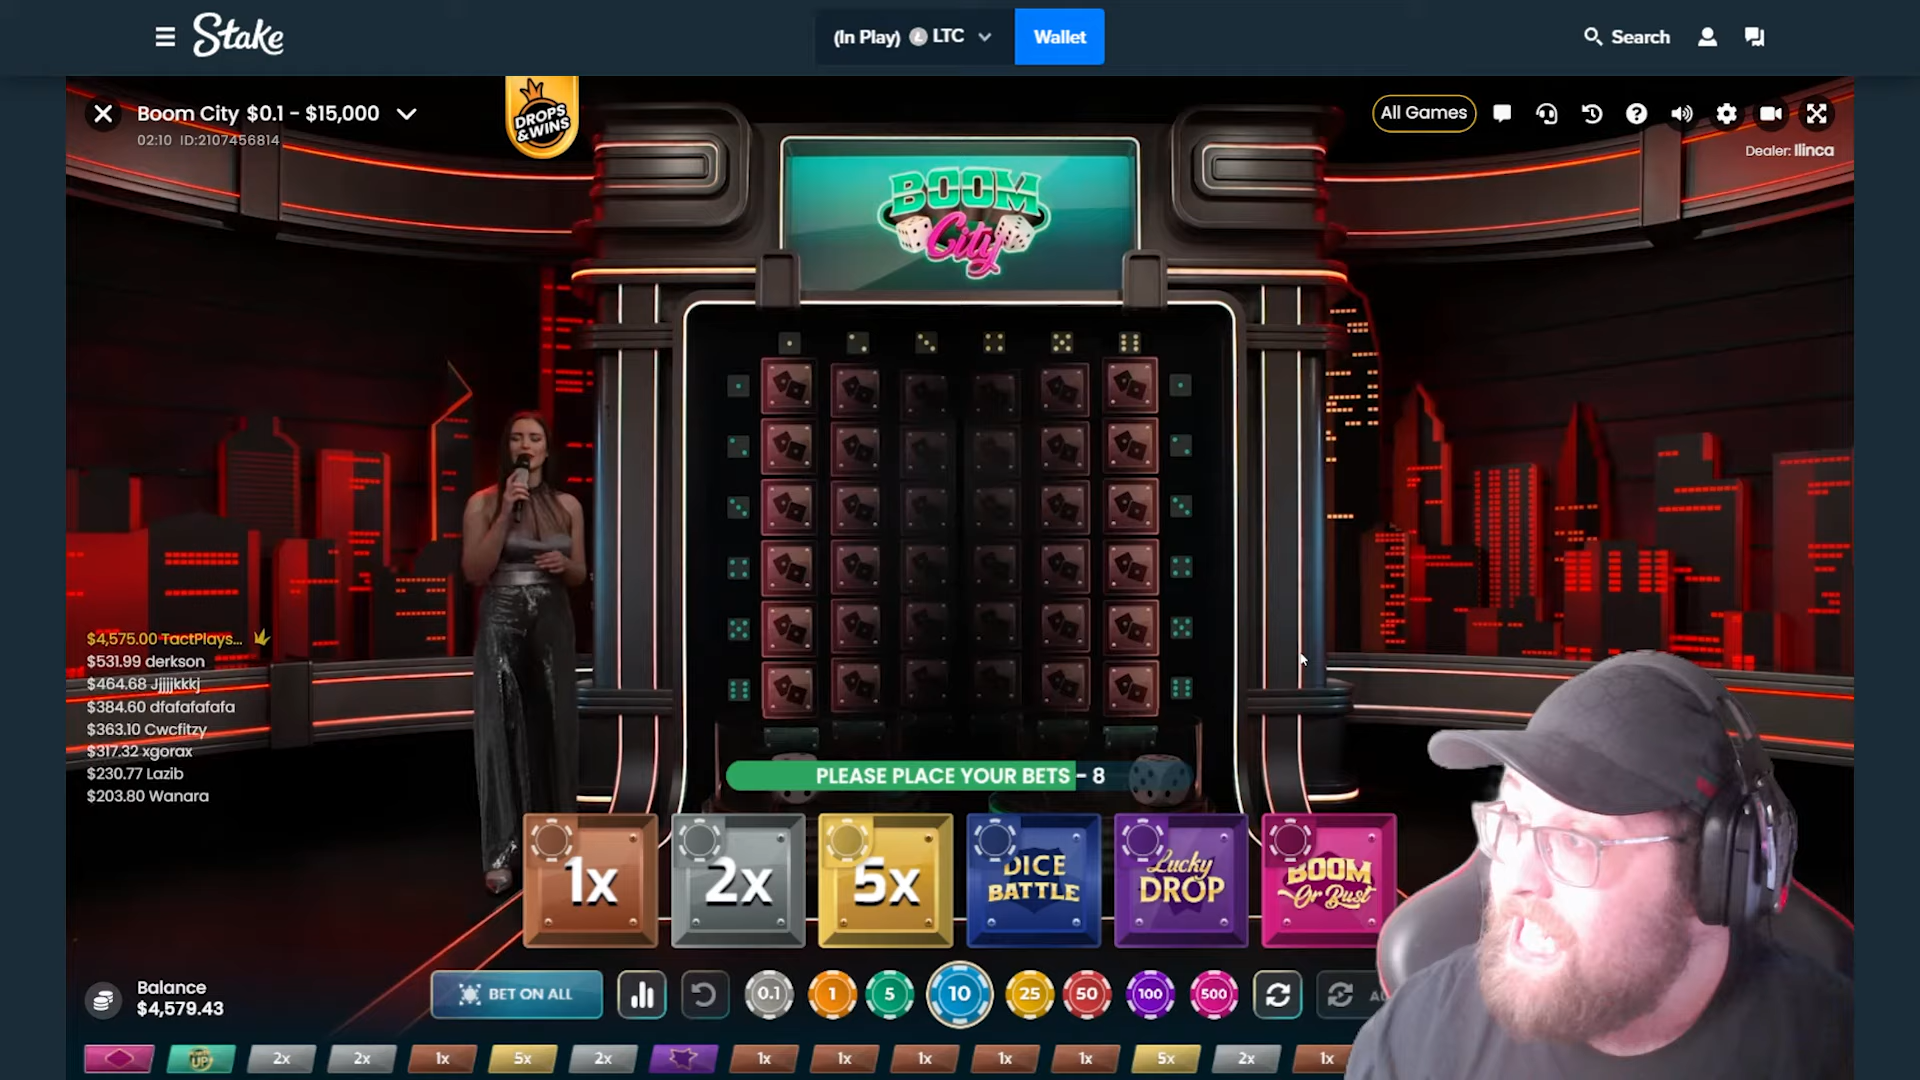 Stake
(In Play) LTC
Wallet
Search
Boom City $0.1 - $15,000
02:10 ID:2107456814
DROPS
&WINS
All Games
Dealer: Ilinca
BOOM
City
$4,575.00 TactPlays...
$531.99 derkson
$464.68 Jjjjjkkkj
$384.60 dfafafafafa
$363.10 Cwcfitzy
$317.32 xgorax
$230.77 Lazib
$203.80 Wanara
PLEASE PLACE YOUR BETS - 8
1x
2x
5x
DICE
BATTLE
Lucky
DROP
BOOM
Or Bust
Balance
$4,579.43
BET ON ALL
0.1
1
5
10
25
50
100
500
UP
2x
2x
1x
5x
2x
1x
1x
1x
1x
1x
5x
2x
1x